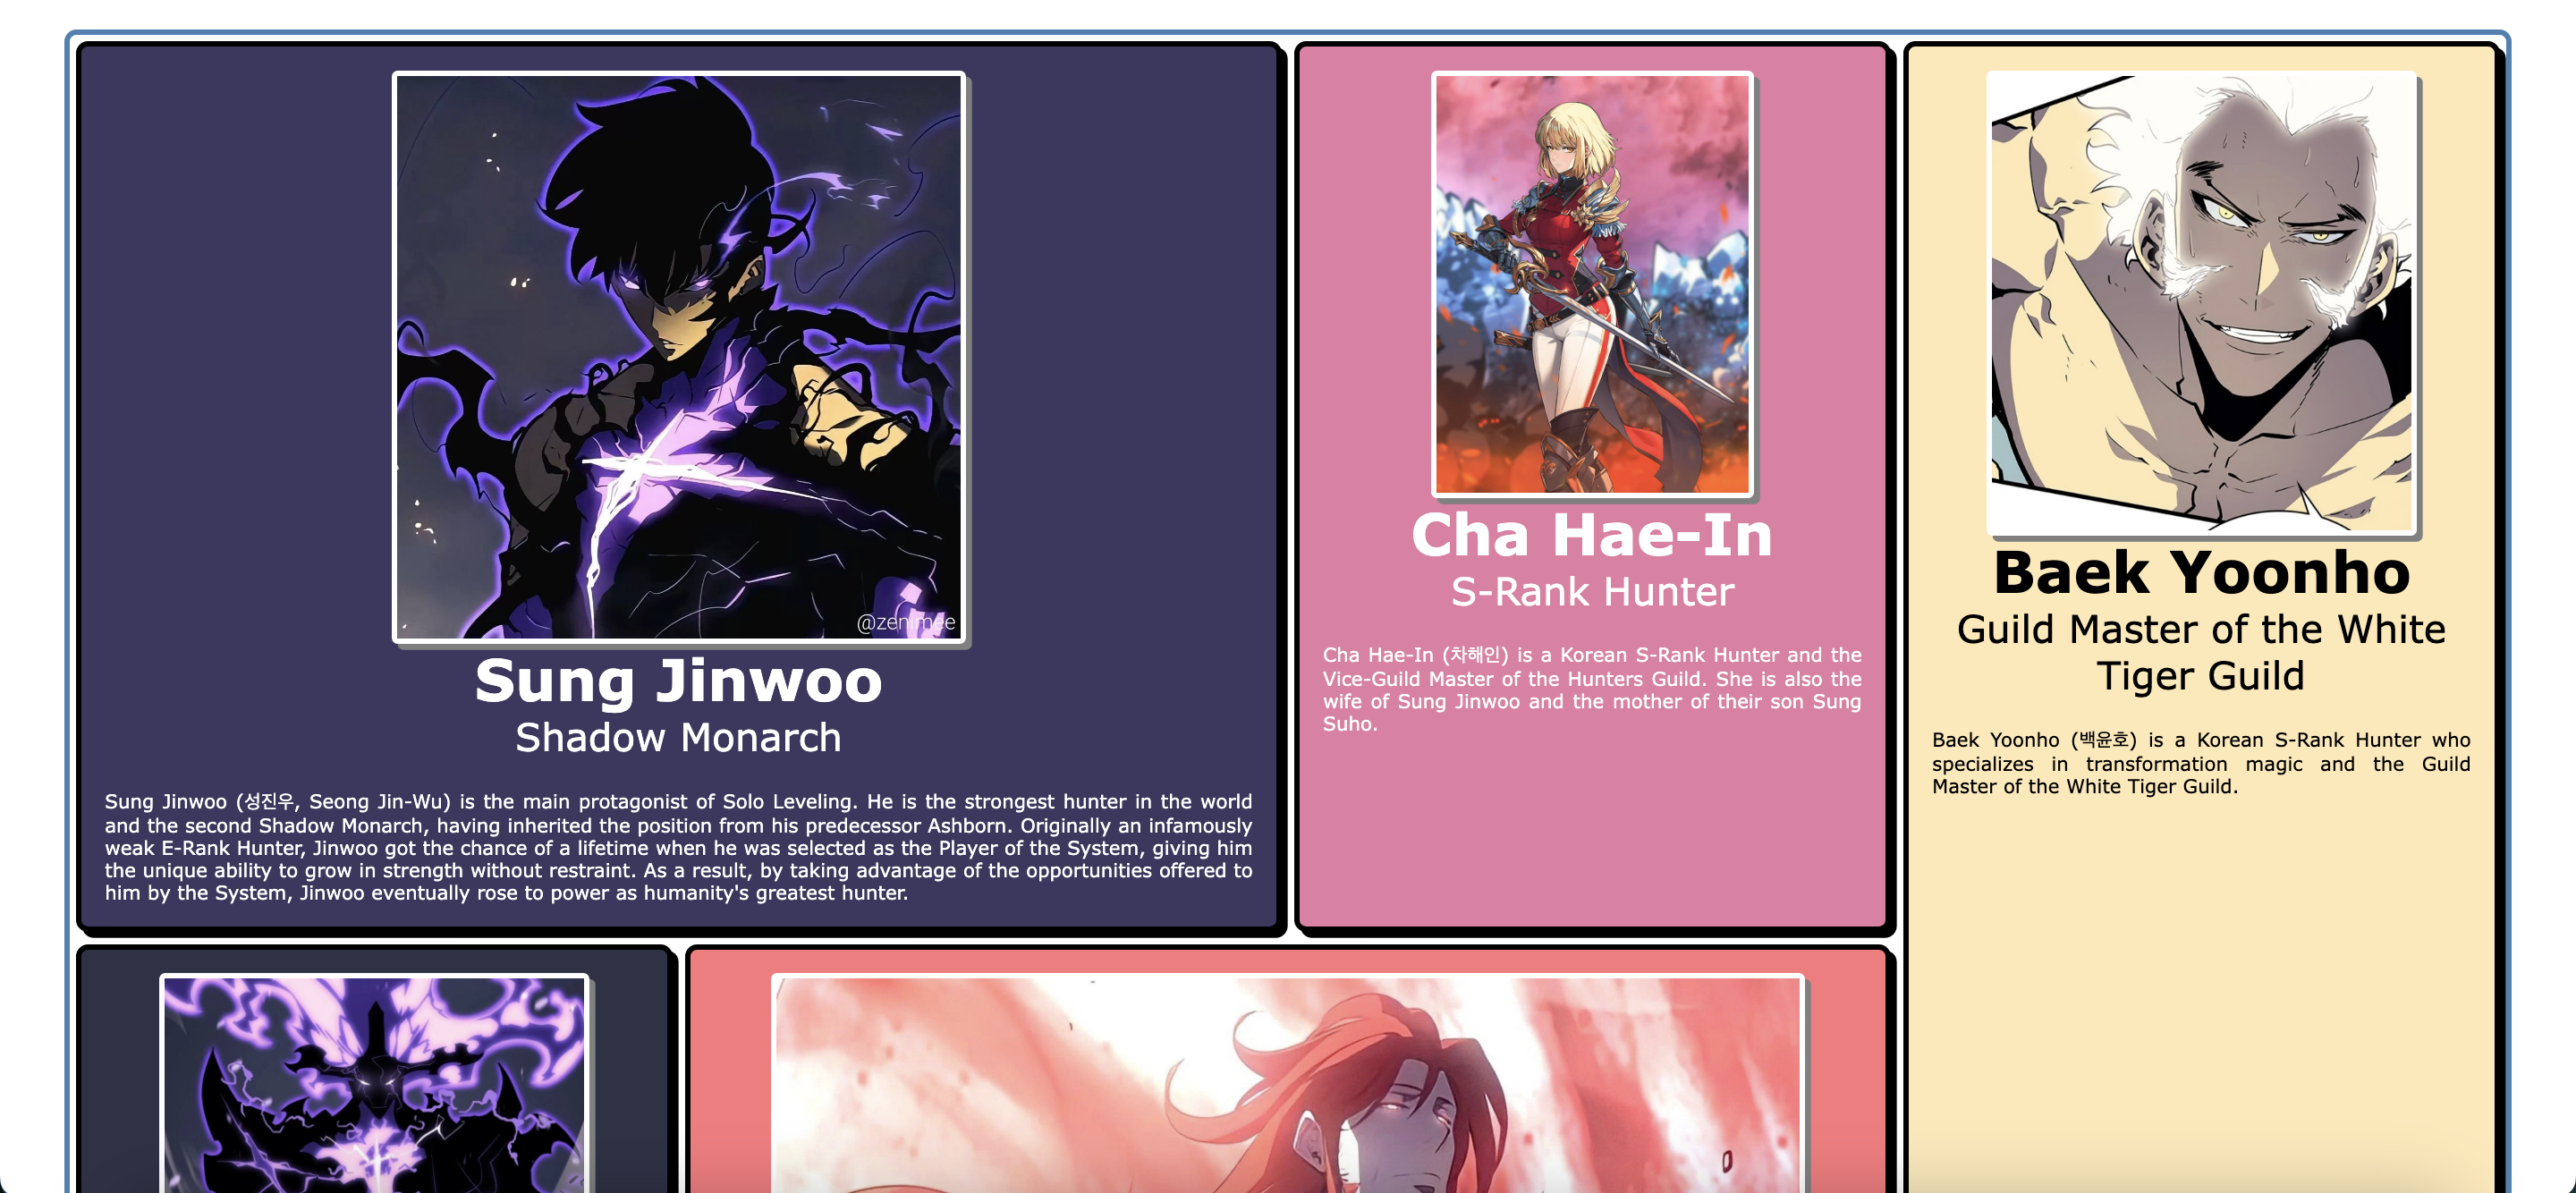 @zenimee
Sung Jinwoo
Shadow Monarch
Sung Jinwoo (성진우, Seong Jin-Wu) is the main protagonist of Solo Leveling. He is the strongest hunter in the world
and the second Shadow Monarch, having inherited the position from his predecessor Ashborn. Originally an infamously
weak E-Rank Hunter, Jinwoo got the chance of a lifetime when he was selected as the Player of the System, giving him
the unique ability to grow in strength without restraint. As a result, by taking advantage of the opportunities offered to
him by the System, Jinwoo eventually rose to power as humanity's greatest hunter.
Cha Hae-In
S-Rank Hunter
Cha Hae-In (차해인) is a Korean S-Rank Hunter and the
Vice-Guild Master of the Hunters Guild. She is also the
wife of Sung Jinwoo and the mother of their son Sung
Suho.
Baek Yoonho
Guild Master of the White
Tiger Guild
Baek Yoonho (백윤호) is a Korean S-Rank Hunter who
specializes in transformation magic and the Guild
Master of the White Tiger Guild.